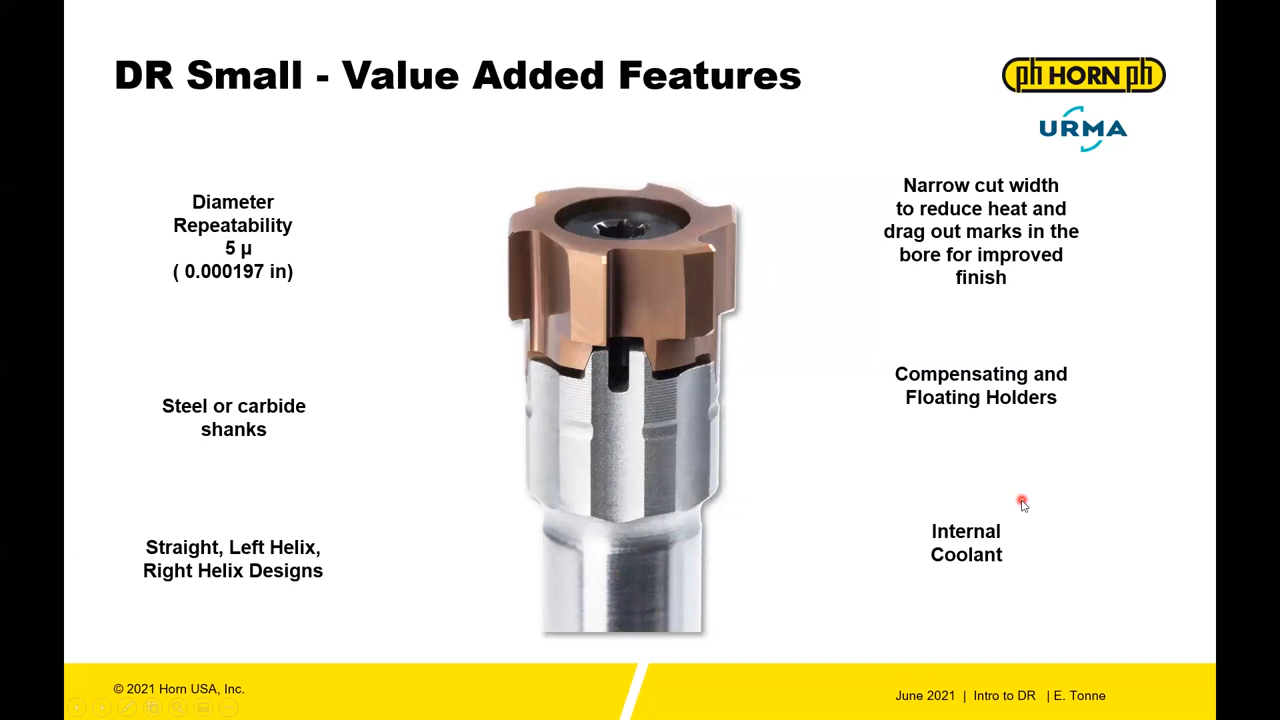 DR Small - Value Added Features
ph HORN ph
URMA
Diameter
Repeatability
5 µ
( 0.000197 in)
Steel or carbide
shanks
Straight, Left Helix,
Right Helix Designs
Narrow cut width
to reduce heat and
drag out marks in the
bore for improved
finish
Compensating and
Floating Holders
Internal
Coolant
© 2021 Horn USA, Inc.
June 2021 | Intro to DR | E. Tonne